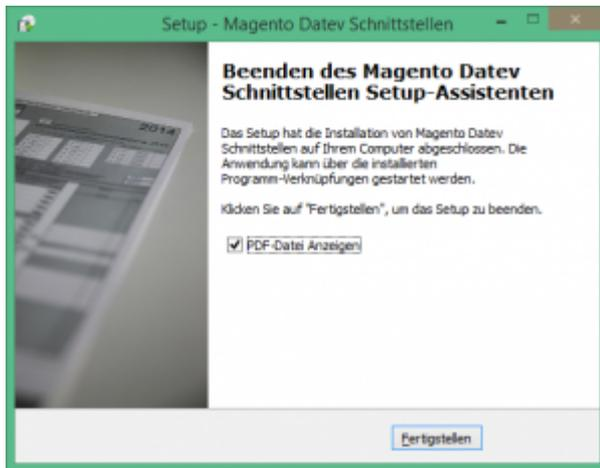 Setup - Magento Datev Schnittstellen
Beenden des Magento Datev
Schnittstellen Setup-Assistenten
Das Setup hat die Installation von Magento Datev
Schnittstellen auf Ihrem Computer abgeschlossen. Die
Anwendung kann über die installierten
Programm-Verknüpfungen gestartet werden.
Klicken Sie auf "Fertigstellen", um das Setup zu beenden.
PDF-Datei Anzeigen
2014
Fertigstellen